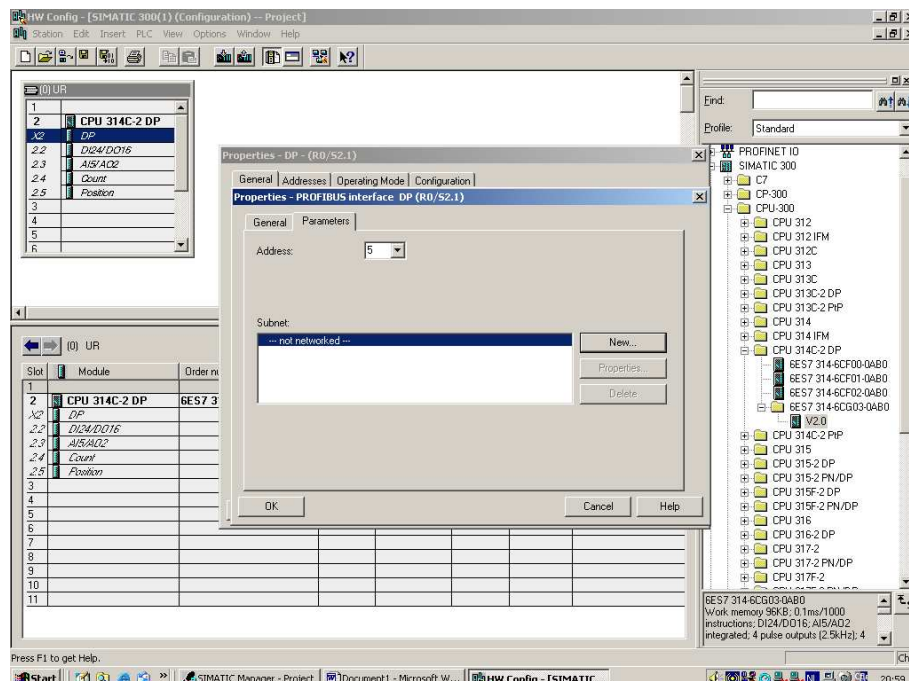 HW Config - [SIMATIC 300(1) (Configuration) -- Project]
Station Edit Insert PLC View Options Window Help
(0) UR
1
2 CPU 314C-2 DP
X2 DP
2.2 DI24/DO16
2.3 AI5/AO2
2.4 Count
2.5 Position
3
4
5
6
Properties - DP - (R0/S2.1)
General Addresses Operating Mode Configuration
Properties - PROFIBUS interface DP (R0/S2.1)
General Parameters
Address: 5
Subnet:
--- not networked ---
New...
Properties...
Delete
OK Cancel Help
(0) UR
Slot Module Order nu
1
2 CPU 314C-2 DP 6ES7 3
X2 DP
2.2 DI24/DO16
2.3 AI5/AO2
2.4 Count
2.5 Position
3
4
5
6
7
8
9
10
11
Find:
Profile: Standard
PROFINET IO
SIMATIC 300
C7
CP-300
CPU-300
CPU 312
CPU 312 IFM
CPU 312C
CPU 313
CPU 313C
CPU 313C-2 DP
CPU 313C-2 PtP
CPU 314
CPU 314 IFM
CPU 314C-2 DP
6ES7 314-6CF00-0AB0
6ES7 314-6CF01-0AB0
6ES7 314-6CF02-0AB0
6ES7 314-6CG03-0AB0
V2.0
CPU 314C-2 PtP
CPU 315
CPU 315-2 DP
CPU 315-2 PN/DP
CPU 315F-2 DP
CPU 315F-2 PN/DP
CPU 316
CPU 316-2 DP
CPU 317-2
CPU 317-2 PN/DP
CPU 317F-2
6ES7 314-6CG03-0AB0
Work memory 96KB; 0.1ms/1000
instructions; DI24/DO16; AI5/AO2
integrated; 4 pulse outputs (2.5kHz); 4
Press F1 to get Help.
Ch
Start » SIMATIC Manager - Project Document1 - Microsoft W... HW Config - [SIMATIC 20:59